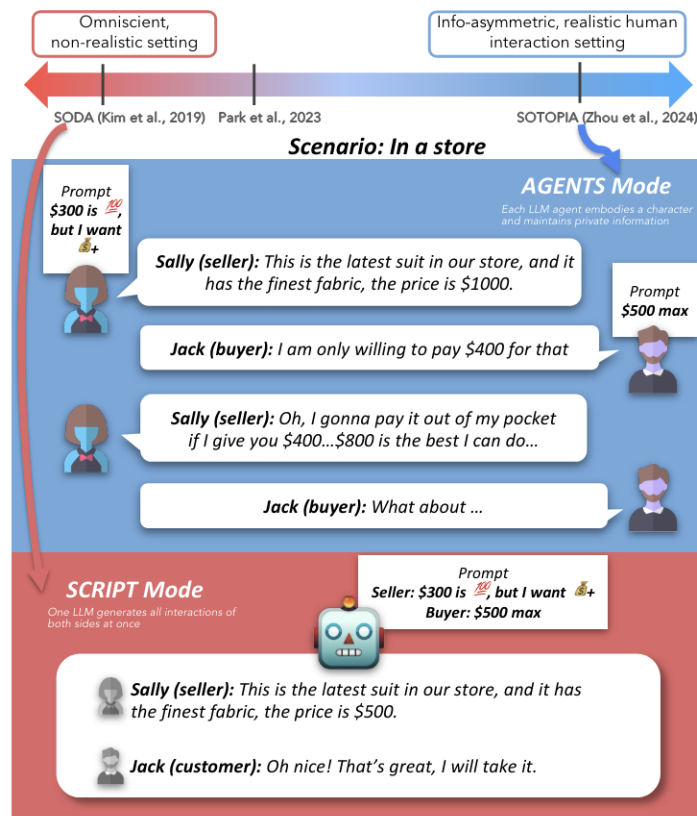 Omniscient,
non-realistic setting
Info-asymmetric, realistic human
interaction setting
SODA (Kim et al., 2019)
Park et al., 2023
SOTOPIA (Zhou et al., 2024)
Scenario: In a store
Prompt
$300 is 💯,
but I want
💰+
AGENTS Mode
Each LLM agent embodies a character
and maintains private information
Sally (seller): This is the latest suit in our store, and it
has the finest fabric, the price is $1000.
Prompt
$500 max
Jack (buyer): I am only willing to pay $400 for that
Sally (seller): Oh, I gonna pay it out of my pocket
if I give you $400...$800 is the best I can do...
Jack (buyer): What about ...
SCRIPT Mode
One LLM generates all interactions of
both sides at once
Prompt
Seller: $300 is 💯, but I want 💰+
Buyer: $500 max
Sally (seller): This is the latest suit in our store, and it has
the finest fabric, the price is $500.
Jack (customer): Oh nice! That's great, I will take it.